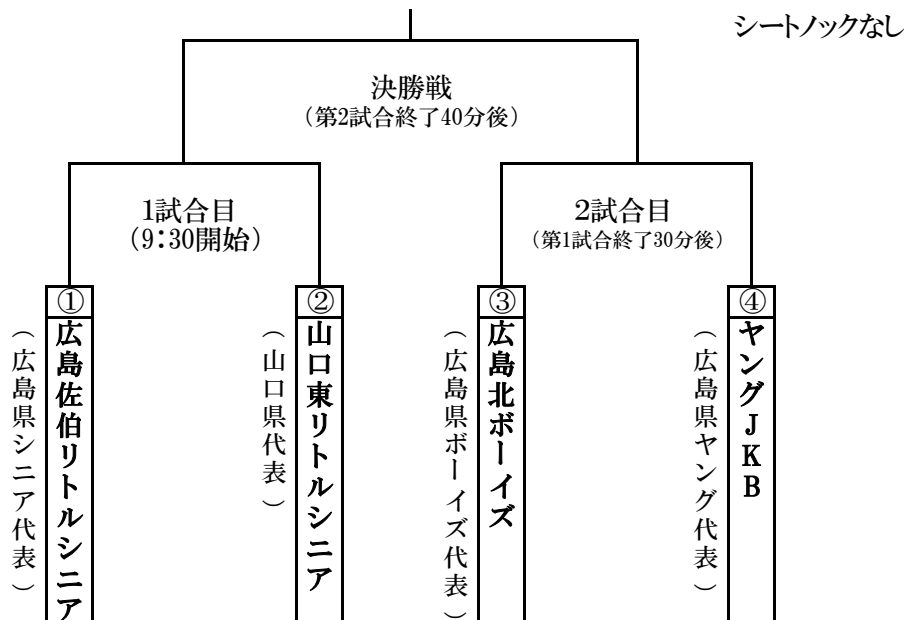 シートノックなし
決勝戦
（第2試合終了40分後）
1試合目
（9：30開始）
2試合目
（第1試合終了30分後）
①
広島佐伯リトルシニア
（広島県シニア代表）
②
山口東リトルシニア
（山口県代表）
③
広島北ボーイズ
（広島県ボーイズ代表）
④
ヤングJKB
（広島県ヤング代表）